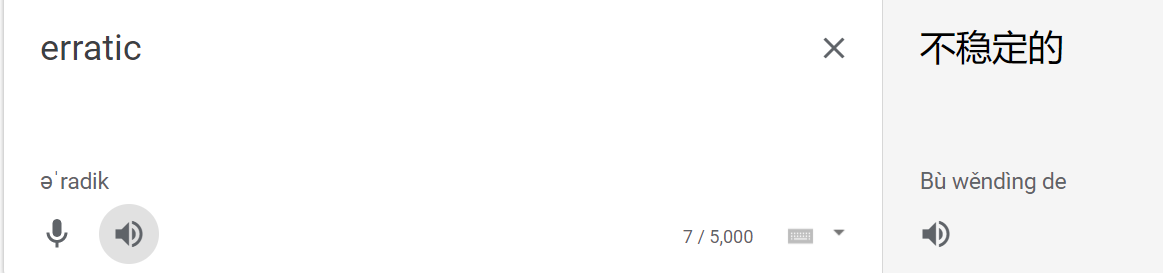 erratic
不稳定的
əˈradik
Bù wěndìng de
7 / 5,000